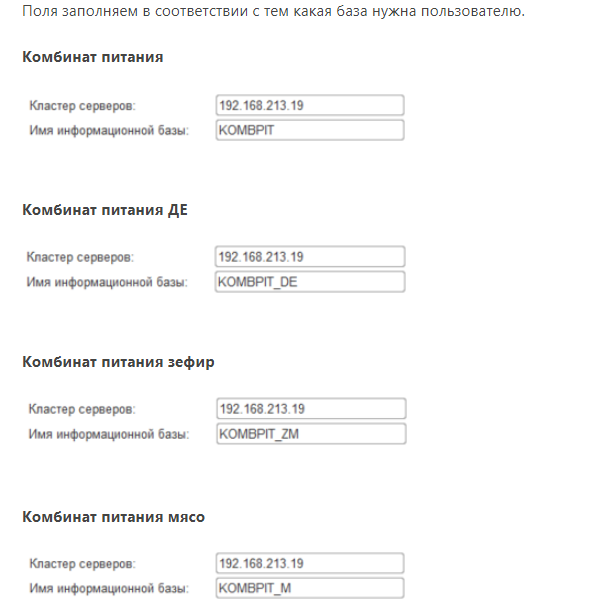 Поля заполняем в соответствии с тем какая база нужна пользователю.
Комбинат питания
Кластер серверов: 192.168.213.19
Имя информационной базы: KOMBPIT
Комбинат питания ДЕ
Кластер серверов: 192.168.213.19
Имя информационной базы: KOMBPIT_DE
Комбинат питания зефир
Кластер серверов: 192.168.213.19
Имя информационной базы: KOMBPIT_ZM
Комбинат питания мясо
Кластер серверов: 192.168.213.19
Имя информационной базы: KOMBPIT_M